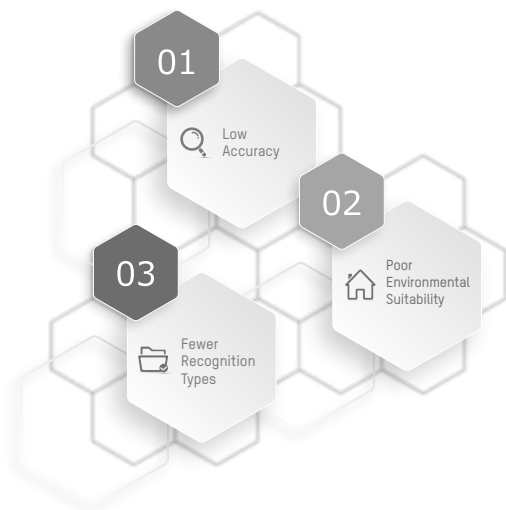 01
Low
Accuracy
02
Poor
Environmental
Suitability
03
Fewer
Recognition
Types